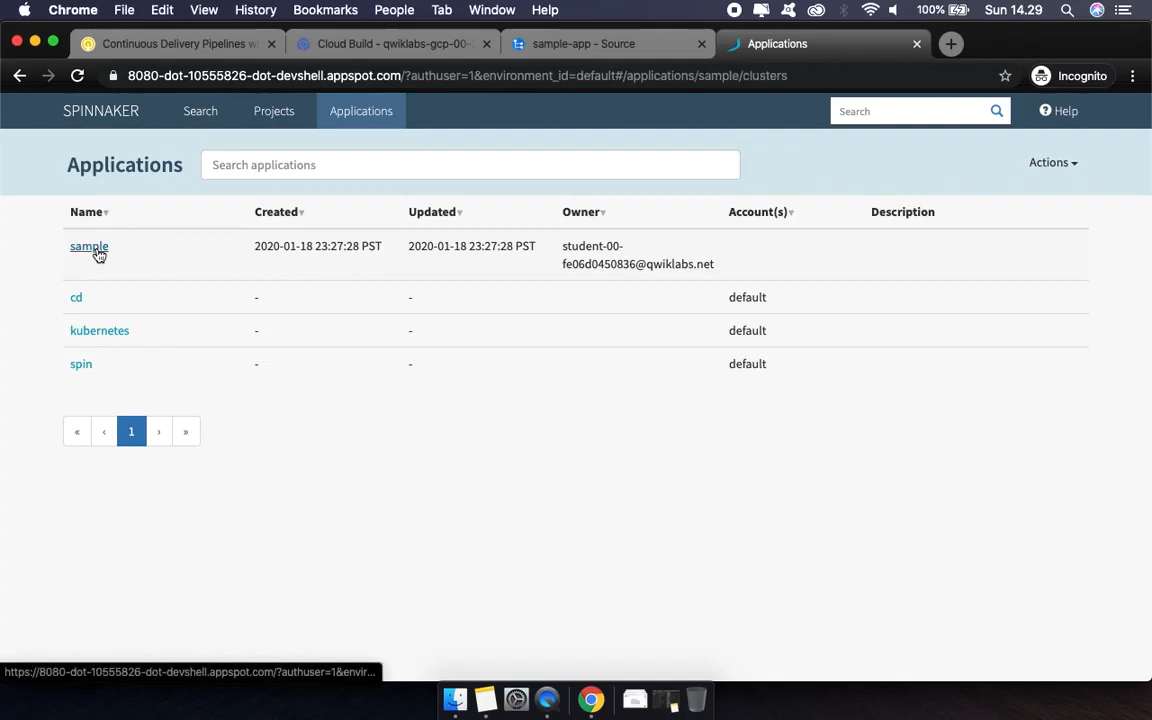 Chrome File Edit View History Bookmarks People Tab Window Help 100% Sun 14.29
Continuous Delivery Pipelines w
Cloud Build - qwiklabs-gcp-00-
sample-app - Source
Applications
8080-dot-10555826-dot-devshell.appspot.com/?authuser=1&environment_id=default#/applications/sample/clusters
Incognito
SPINNAKER Search Projects Applications Search Help
Applications Search applications Actions
Name Created Updated Owner Account(s) Description
sample 2020-01-18 23:27:28 PST 2020-01-18 23:27:28 PST student-00-
fe06d0450836@qwiklabs.net
cd - - default
kubernetes - - default
spin - - default
« ‹ 1 › »
https://8080-dot-10555826-dot-devshell.appspot.com/?authuser=1&envir...